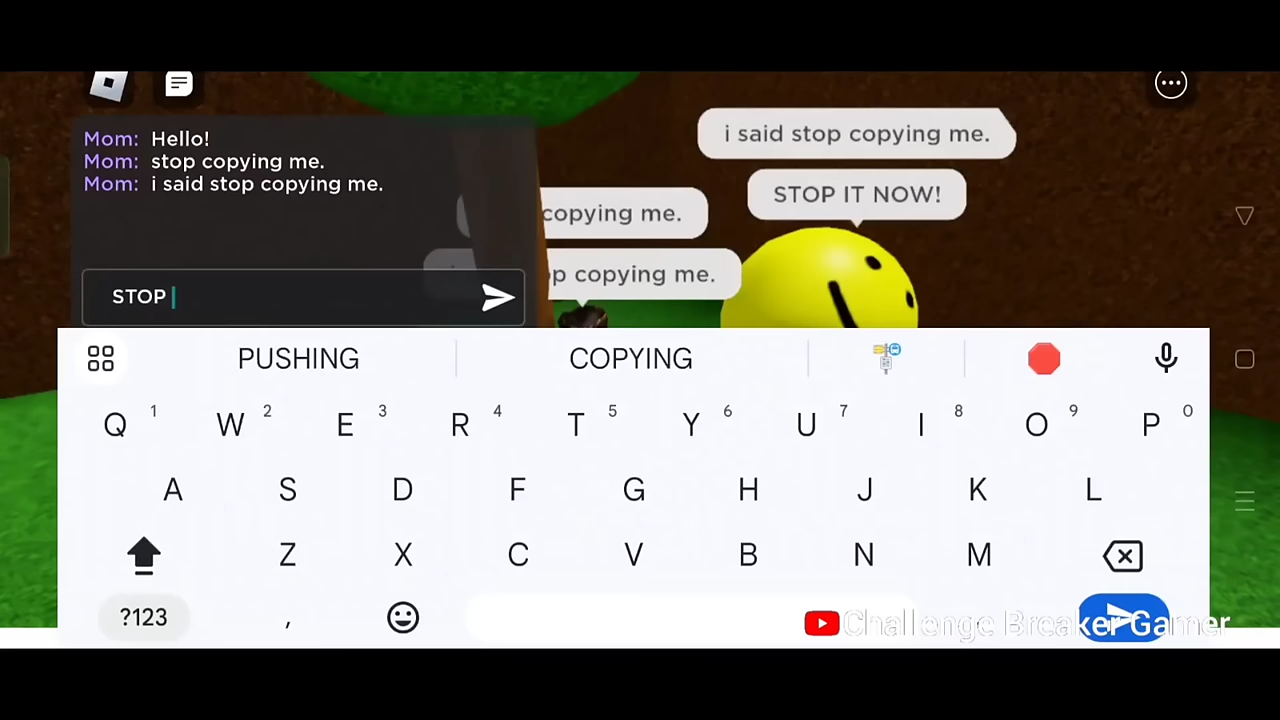 Mom: Hello!
Mom: stop copying me.
Mom: i said stop copying me.
STOP
i said stop copying me.
STOP IT NOW!
copying me.
op copying me.
PUSHING COPYING
Q 1 W 2 E 3 R 4 T 5 Y 6 U 7 I 8 O 9 P 0
A S D F G H J K L
Z X C V B N M
?123 ,
Challenge Breaker Gamer